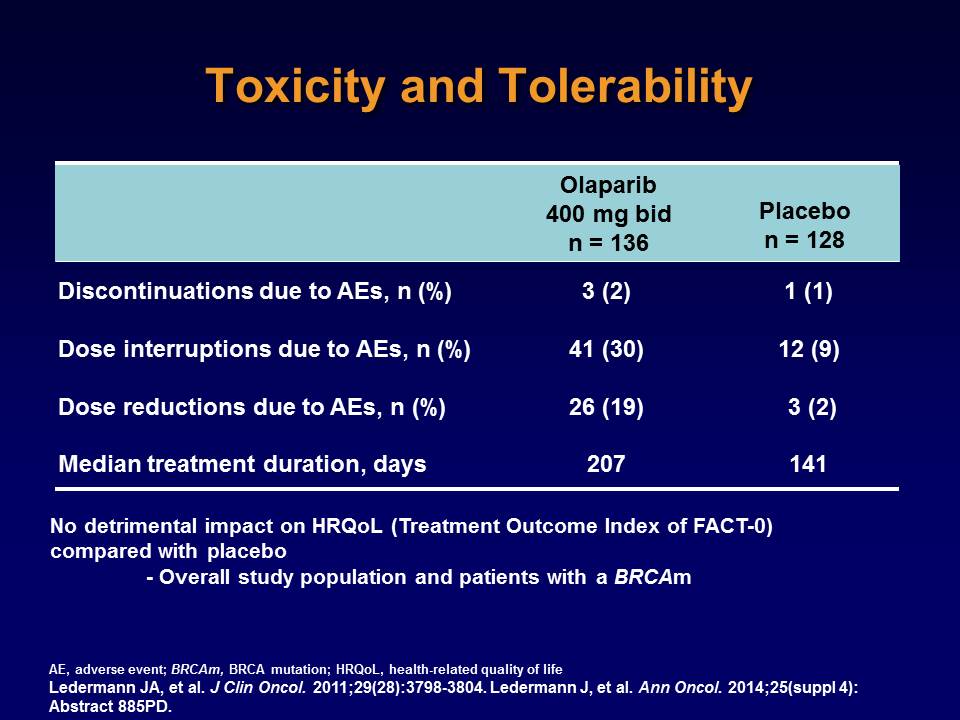 Toxicity and Tolerability
Olaparib
400 mg bid
n = 136
Placebo
n = 128
Discontinuations due to AEs, n (%) 3 (2) 1 (1)
Dose interruptions due to AEs, n (%) 41 (30) 12 (9)
Dose reductions due to AEs, n (%) 26 (19) 3 (2)
Median treatment duration, days 207 141
No detrimental impact on HRQoL (Treatment Outcome Index of FACT-0)
compared with placebo
- Overall study population and patients with a BRCAm
AE, adverse event; BRCAm, BRCA mutation; HRQoL, health-related quality of life
Ledermann JA, et al. J Clin Oncol. 2011;29(28):3798-3804. Ledermann J, et al. Ann Oncol. 2014;25(suppl 4):
Abstract 885PD.